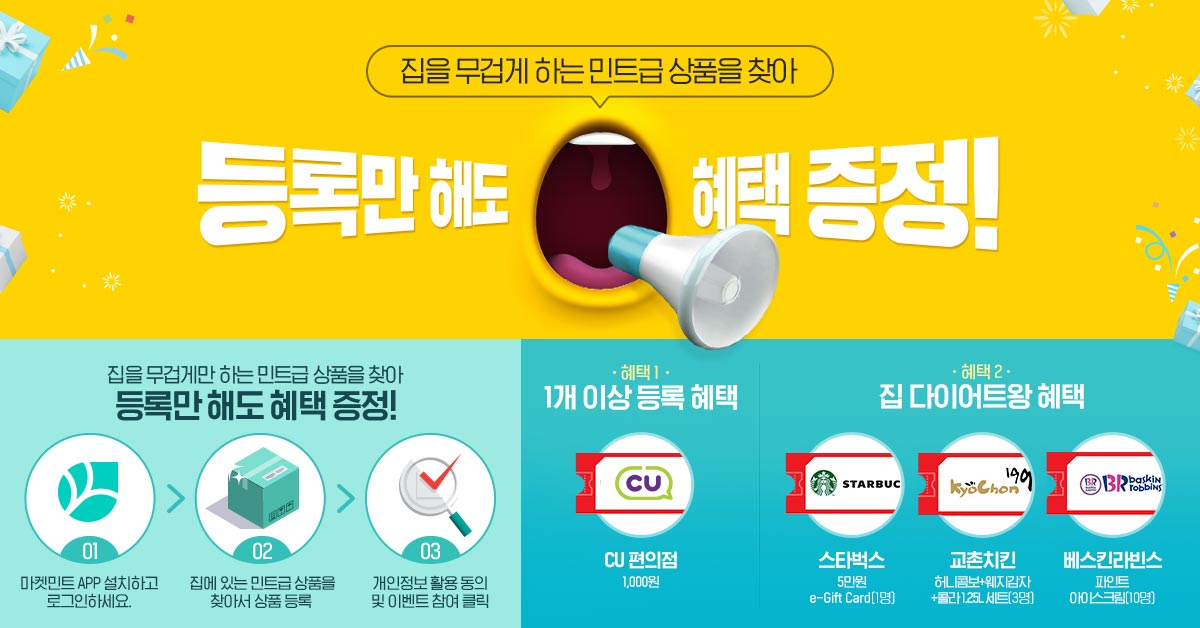 집을 무겁게 하는 민트급 상품을 찾아
등록만 해도 혜택 증정!
집을 무겁게만 하는 민트급 상품을 찾아
등록만 해도 혜택 증정!
01
마켓민트 APP 설치하고
로그인하세요.
02
집에 있는 민트급 상품을
찾아서 상품 등록
03
개인정보 활용 동의
및 이벤트 참여 클릭
· 혜택 1 ·
1개 이상 등록 혜택
CU
CU 편의점
1,000원
· 혜택 2 ·
집 다이어트왕 혜택
STARBUC
스타벅스
5만원
e-Gift Card(1명)
kyoChon 199
교촌치킨
허니콤보+웨지감자
+콜라 1.25L 세트(3명)
BR
BR baskin
robbins
베스킨라빈스
파인트
아이스크림(10명)